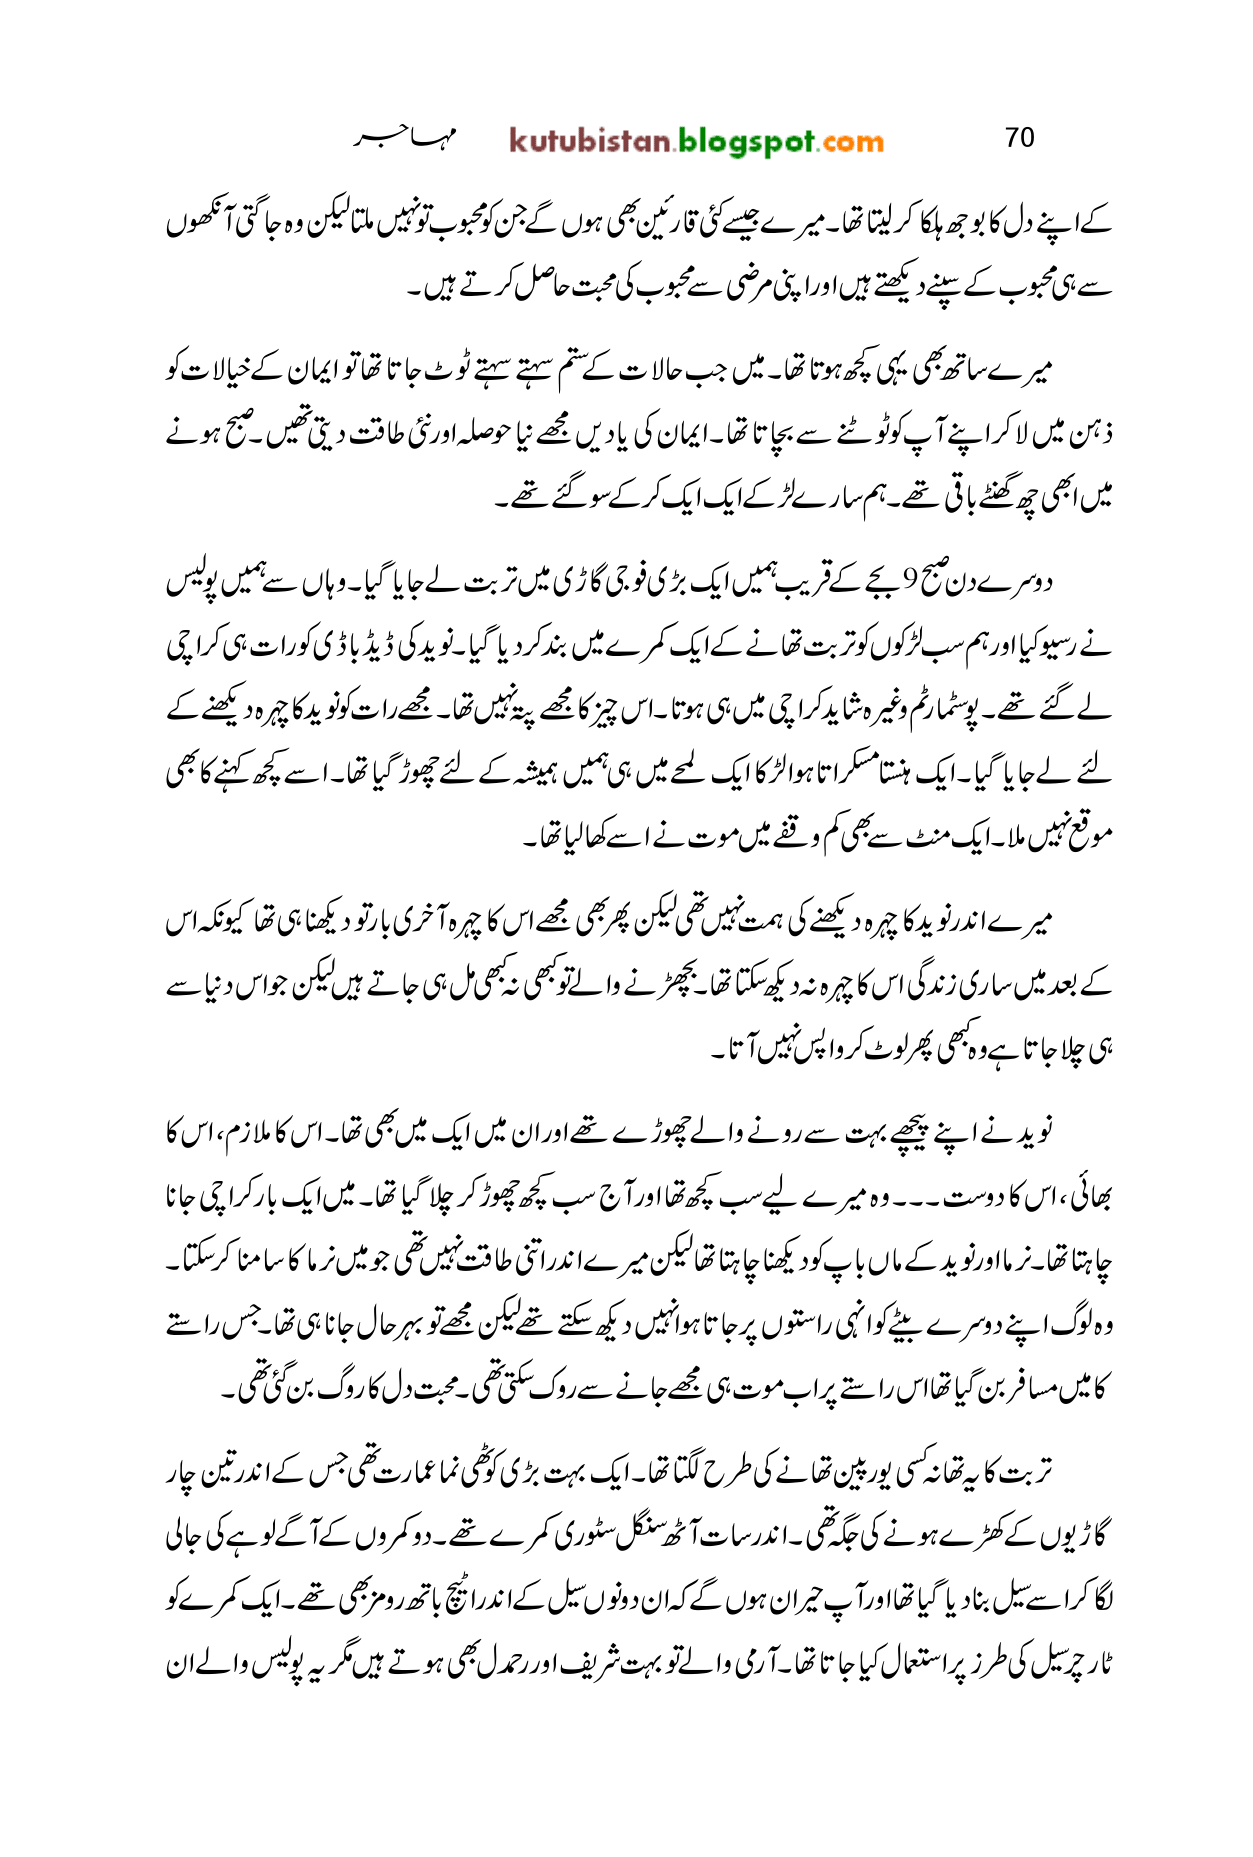 70 kutubistan.blogspot.com مہاجر
کے اپنے دل کا بوجھ ہلکا کر لیتا تھا۔ میرے جیسے کئی قارئین بھی ہوں گے جن کو محبوب تو نہیں ملتا لیکن وہ جاگتی آنکھوں
سے ہی محبوب کے سپنے دیکھتے ہیں اور اپنی مرضی سے محبوب کی محبت حاصل کرتے ہیں۔
میرے ساتھ بھی یہی کچھ ہوتا تھا۔ میں جب حالات کے ستم سہتے سہتے ٹوٹ جاتا تھا تو ایمان کے خیالات کو
ذہن میں لا کر اپنے آپ کو ٹوٹنے سے بچاتا تھا۔ ایمان کی یادیں مجھے نیا حوصلہ اور نئی طاقت دیتی تھیں۔ صبح ہونے
میں ابھی چھ گھنٹے باقی تھے۔ ہم سارے لڑکے ایک ایک کر کے سو گئے تھے۔
دوسرے دن صبح 9 بجے کے قریب ہمیں ایک بڑی فوجی گاڑی میں تربت لے جایا گیا۔ وہاں سے ہمیں پولیس
نے رسیو کیا اور ہم سب لڑکوں کو تربت تھانے کے ایک کمرے میں بند کر دیا گیا۔ نوید کی ڈیڈ باڈی کو رات ہی کراچی
لے گئے تھے۔ پوسٹمارٹم وغیرہ شاید کراچی میں ہی ہوتا۔ اس چیز کا مجھے پتہ نہیں تھا۔ مجھے رات کو نوید کا چہرہ دیکھنے کے
لئے لے جایا گیا۔ ایک ہنستا مسکراتا ہوا لڑکا ایک لمحے میں ہی ہمیں ہمیشہ کے لئے چھوڑ گیا تھا۔ اسے کچھ کہنے کا بھی
موقع نہیں ملا۔ ایک منٹ سے بھی کم وقفے میں موت نے اسے کھا لیا تھا۔
میرے اندر نوید کا چہرہ دیکھنے کی ہمت نہیں تھی لیکن پھر بھی مجھے اس کا چہرہ آخری بار تو دیکھنا ہی تھا کیونکہ اس
کے بعد میں ساری زندگی اس کا چہرہ نہ دیکھ سکتا تھا۔ بچھڑنے والے تو کبھی نہ کبھی مل ہی جاتے ہیں لیکن جو اس دنیا سے
ہی چلا جاتا ہے وہ کبھی پھر لوٹ کر واپس نہیں آتا۔
نوید نے اپنے پیچھے بہت سے رونے والے چھوڑے تھے اور ان میں ایک میں بھی تھا۔ اس کا ملازم، اس کا
بھائی، اس کا دوست ۔۔۔ وہ میرے لیے سب کچھ تھا اور آج سب کچھ چھوڑ کر چلا گیا تھا۔ میں ایک بار کراچی جانا
چاہتا تھا۔ نرما اور نوید کے ماں باپ کو دیکھنا چاہتا تھا لیکن میرے اندر اتنی طاقت نہیں تھی جو میں نرما کا سامنا کر سکتا۔
وہ لوگ اپنے دوسرے بیٹے کو انہی راستوں پر جاتا ہوا نہیں دیکھ سکتے تھے لیکن مجھے تو بہرحال جانا ہی تھا۔ جس راستے
کا میں مسافر بن گیا تھا اس راستے پر اب موت ہی مجھے جانے سے روک سکتی تھی۔ محبت دل کا روگ بن گئی تھی۔
تربت کا یہ تھانہ کسی یورپین تھانے کی طرح لگتا تھا۔ ایک بہت بڑی کوٹھی نما عمارت تھی جس کے اندر تین چار
گاڑیوں کے کھڑے ہونے کی جگہ تھی۔ اندر سات آٹھ سنگل سٹوری کمرے تھے۔ دو کمروں کے آگے لوہے کی جالی
لگا کر اسے سیل بنا دیا گیا تھا اور آپ حیران ہوں گے کہ ان دونوں سیل کے اندر اٹیچ باتھ رومز بھی تھے۔ ایک کمرے کو
ٹارچر سیل کی طرز پر استعمال کیا جاتا تھا۔ آرمی والے تو بہت شریف اور رحمدل بھی ہوتے ہیں مگر یہ پولیس والے ان